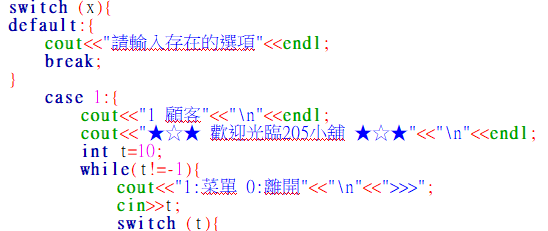 switch (x){
default:{
cout<<"請輸入存在的選項"<<endl;
break;
}
case 1:{
cout<<"1 顧客"<<"\n"<<endl;
cout<<"★☆★ 歡迎光臨205小舖 ★☆★"<<"\n"<<endl;
int t=10;
while(t!=-1){
cout<<"1:菜單 0:離開"<<"\n"<<">>>";
cin>>t;
switch (t){